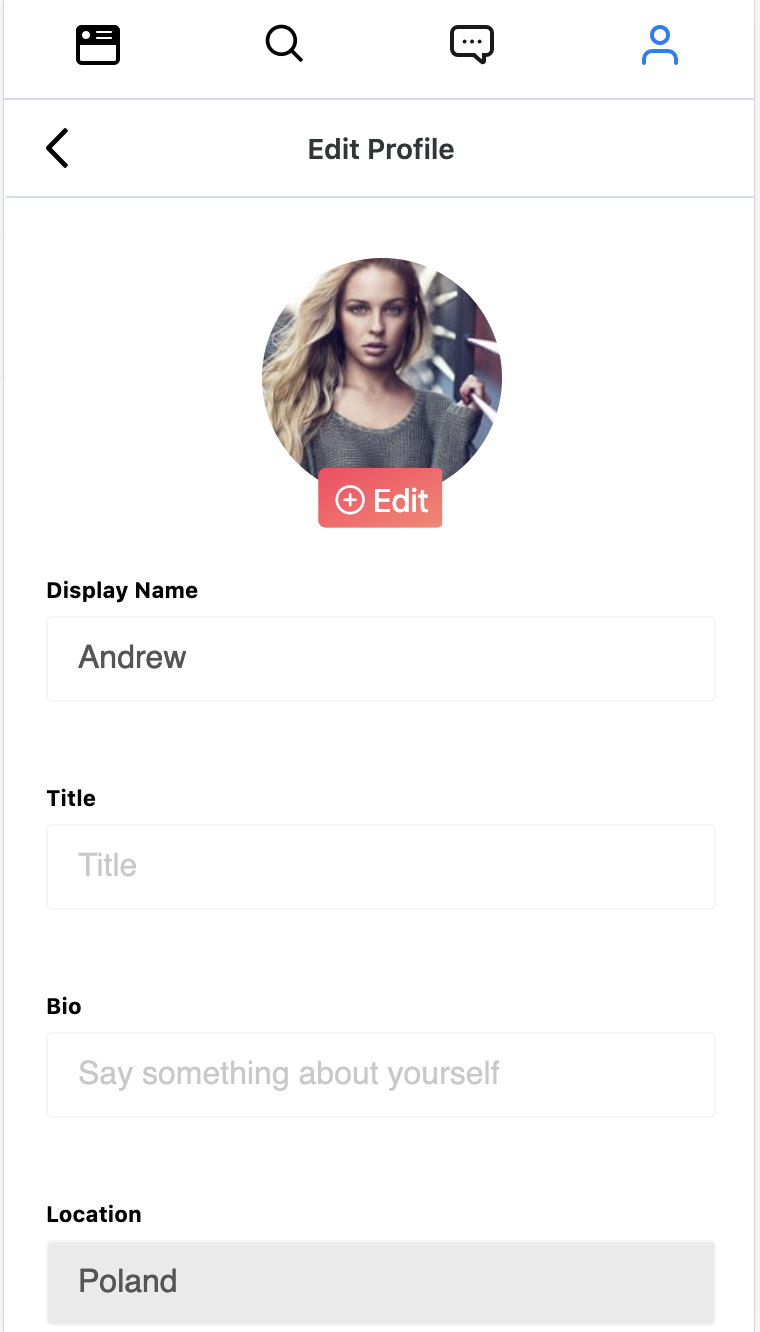 Edit Profile
Edit
Display Name
Andrew
Title
Title
Bio
Say something about yourself
Location
Poland